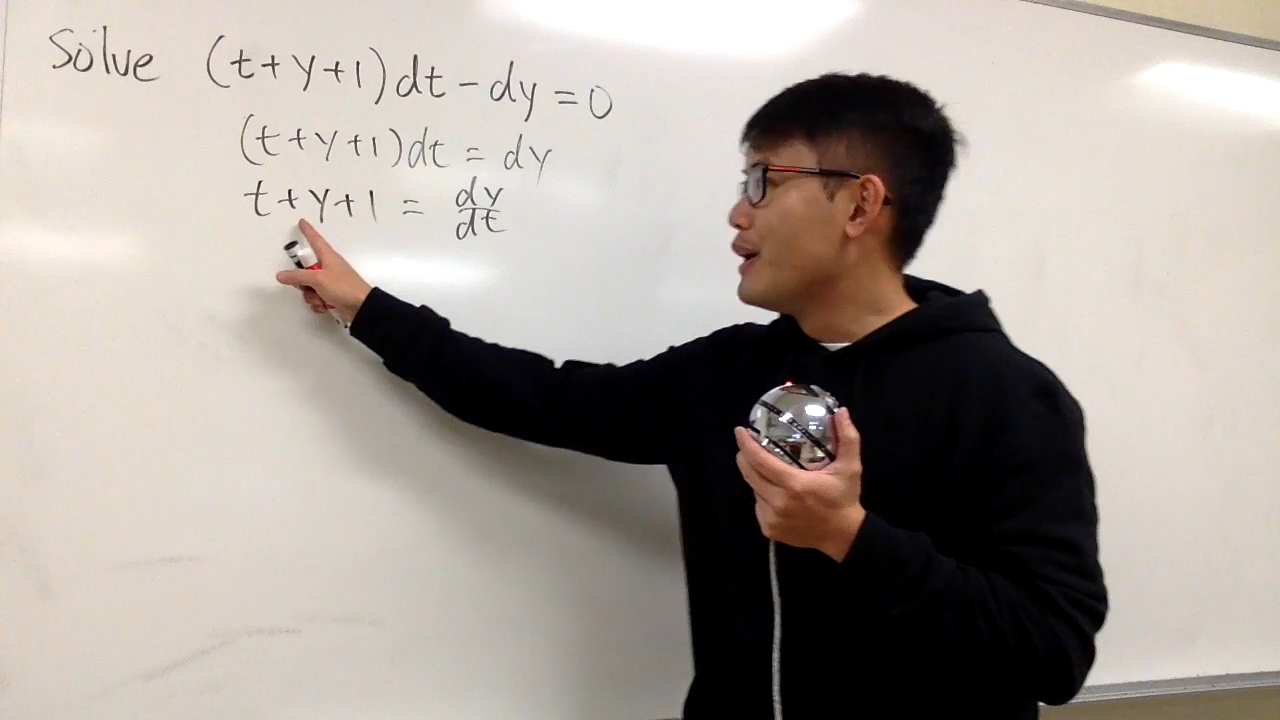 Solve (t+y+1)dt - dy = 0
(t+y+1)dt = dy
t+y+1 = dy/dt